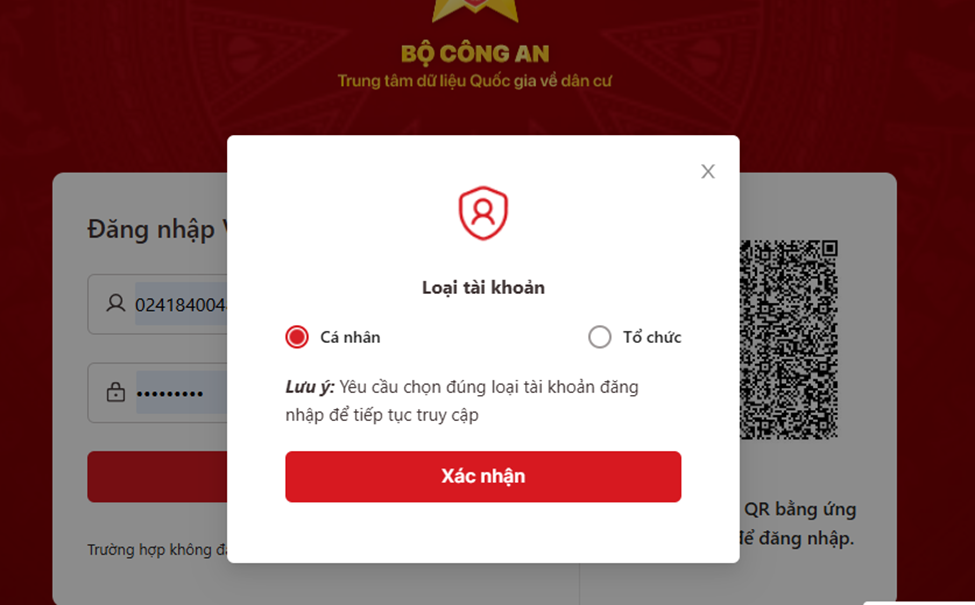 BỘ CÔNG AN
Trung tâm dữ liệu Quốc gia về dân cư
Đăng nhập
024184004
Loại tài khoản
Cá nhân
Tổ chức
Lưu ý: Yêu cầu chọn đúng loại tài khoản đăng
nhập để tiếp tục truy cập
Xác nhận
QR bằng ứng
để đăng nhập.
Trường hợp không